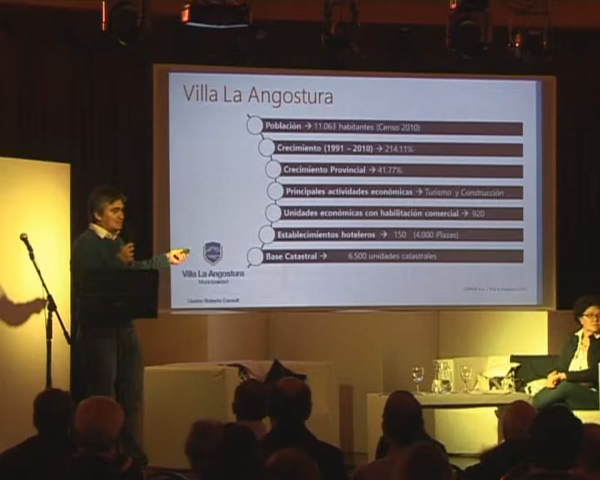 Villa La Angostura
Población → 11.063 habitantes (Censo 2010)
Crecimiento (1991 – 2010) → 214.11%
Crecimiento Provincial → 41.77%
Principales actividades económicas → Turismo y Construcción
Unidades económicas con habilitación comercial → 920
Establecimientos hoteleros → 150 (4,000 Plazas)
Base Catastral → 6,500 unidades catastrales
Villa La Angostura
Municipalidad
Gestión Roberto